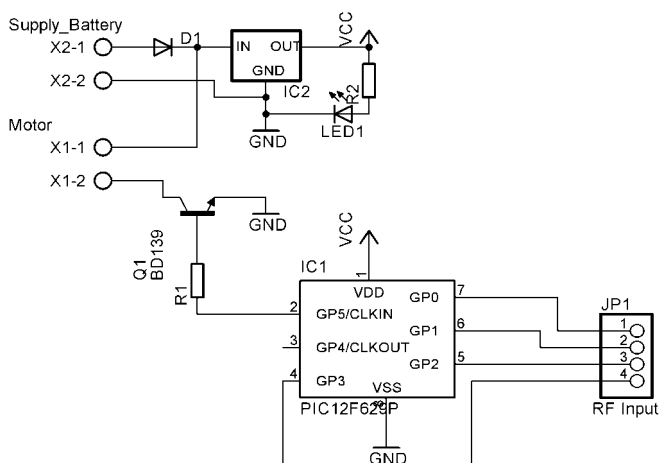 Supply_Battery
X2-1
D1
IN
OUT
VCC
X2-2
GND
IC2
R2
LED1
GND
Motor
X1-1
X1-2
GND
Q1
BD139
R1
VCC
IC1
1
VDD
2
GP5/CLKIN
GP0
7
3
GP4/CLKOUT
GP1
6
4
GP3
GP2
5
VSS
8
PIC12F629P
GND
JP1
1
2
3
4
RF Input